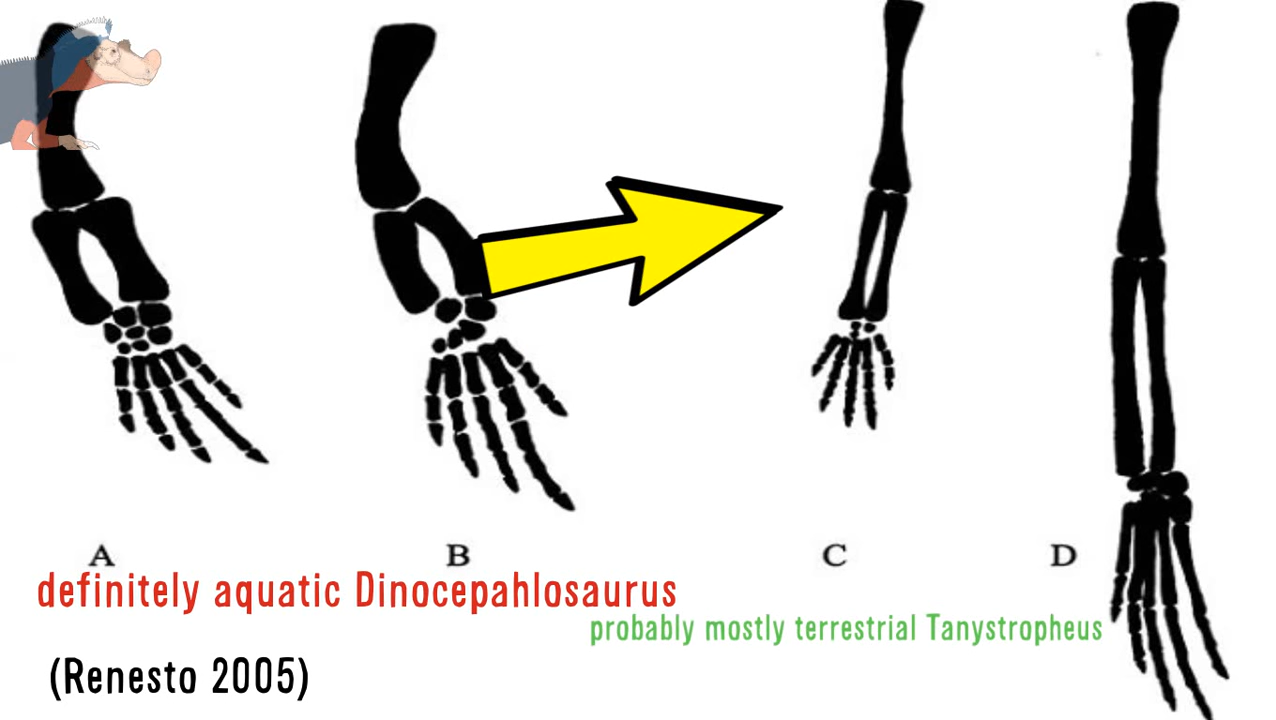 A B C D
definitely aquatic Dinocepahlosaurus
probably mostly terrestrial Tanystropheus
(Renesto 2005)